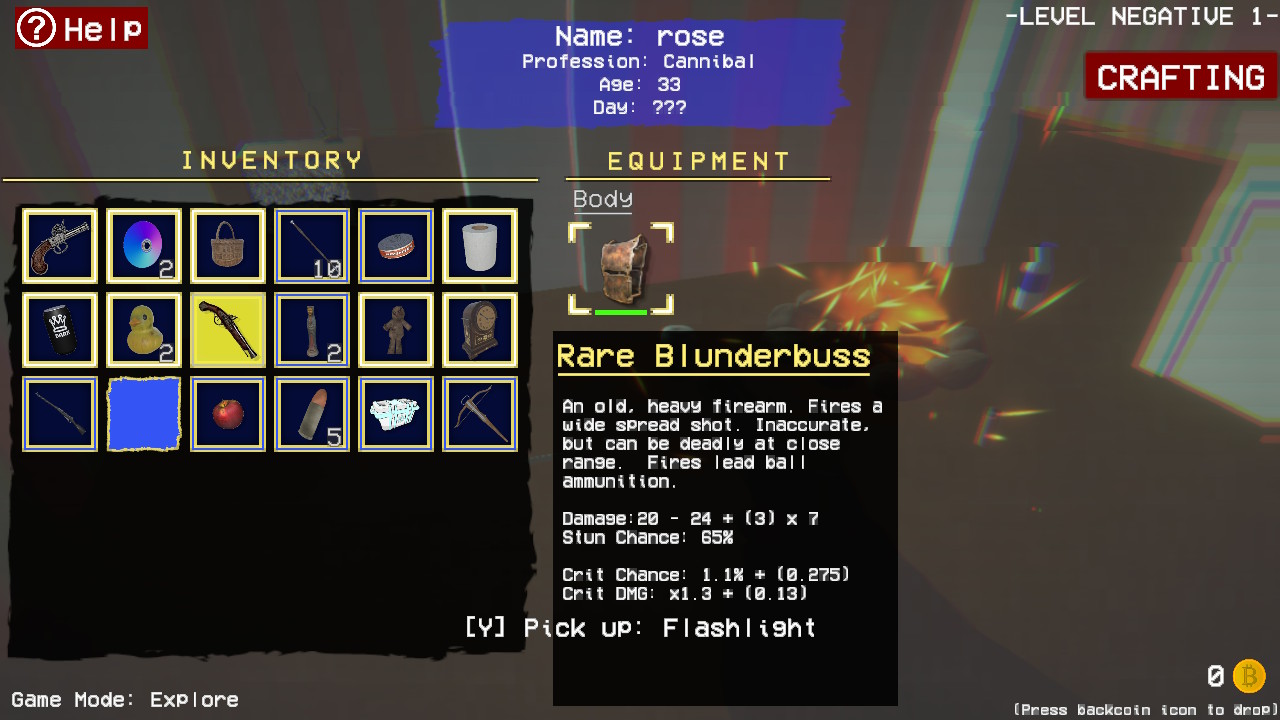 Help
Name: rose
Profession: Cannibal
Age: 33
Day: ???
-LEVEL NEGATIVE 1-
CRAFTING
INVENTORY
EQUIPMENT
Body
2
10
2
2
5
Rare Blunderbuss
An old, heavy firearm. Fires a
wide spread shot. Inaccurate,
but can be deadly at close
range. Fires lead ball
ammunition.
Damage:20 - 24 + (3) x 7
Stun Chance: 65%
Crit Chance: 1.1% + (0.275)
Crit DMG: x1.3 + (0.13)
[Y] Pick up: Flashlight
Game Mode: Explore
0
(Press backcoin icon to drop)